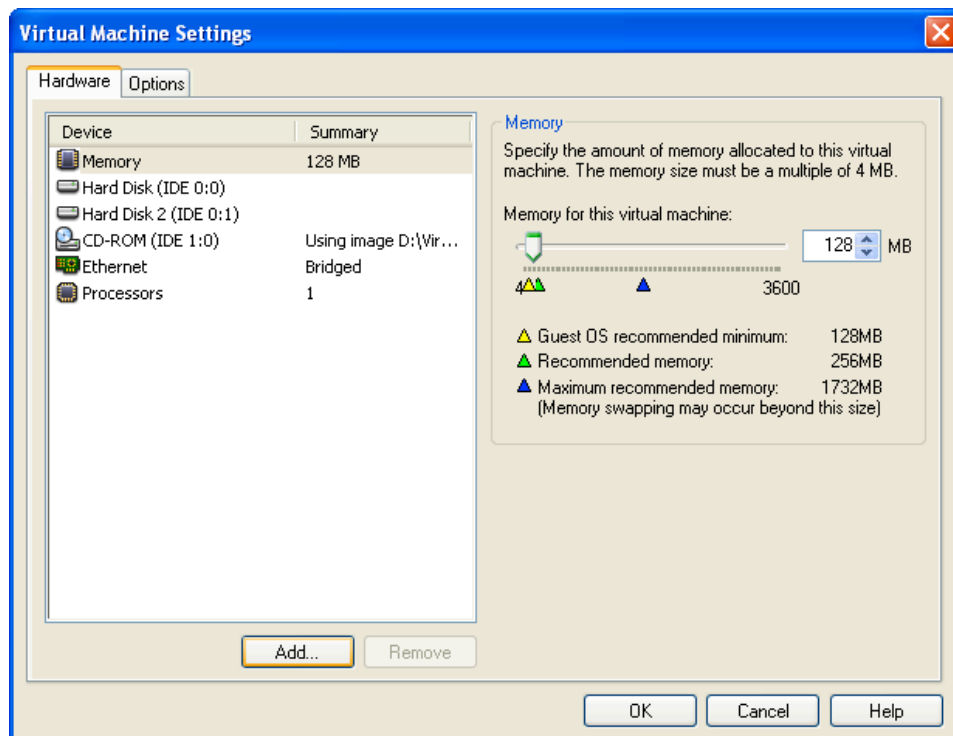 Virtual Machine Settings
Hardware Options
Device Summary
Memory 128 MB
Hard Disk (IDE 0:0)
Hard Disk 2 (IDE 0:1)
CD-ROM (IDE 1:0) Using image D:\Vir...
Ethernet Bridged
Processors 1
Add... Remove
Memory
Specify the amount of memory allocated to this virtual
machine. The memory size must be a multiple of 4 MB.
Memory for this virtual machine:
128 MB
4 3600
Guest OS recommended minimum: 128MB
Recommended memory: 256MB
Maximum recommended memory: 1732MB
(Memory swapping may occur beyond this size)
OK Cancel Help